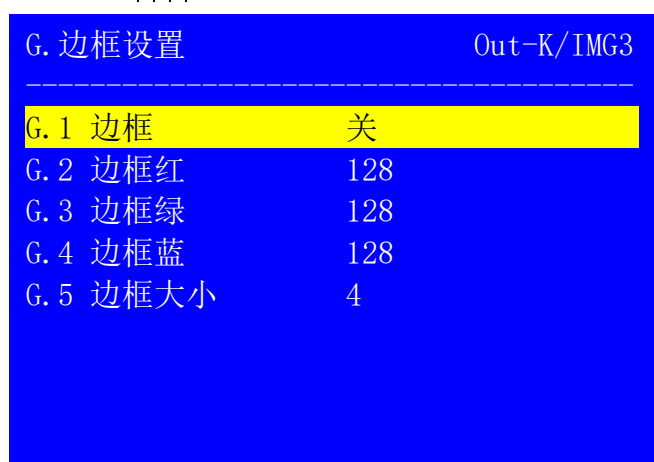 G.边框设置 Out-K/IMG3
--------------------------------------
G.1 边框 关
G.2 边框红 128
G.3 边框绿 128
G.4 边框蓝 128
G.5 边框大小 4